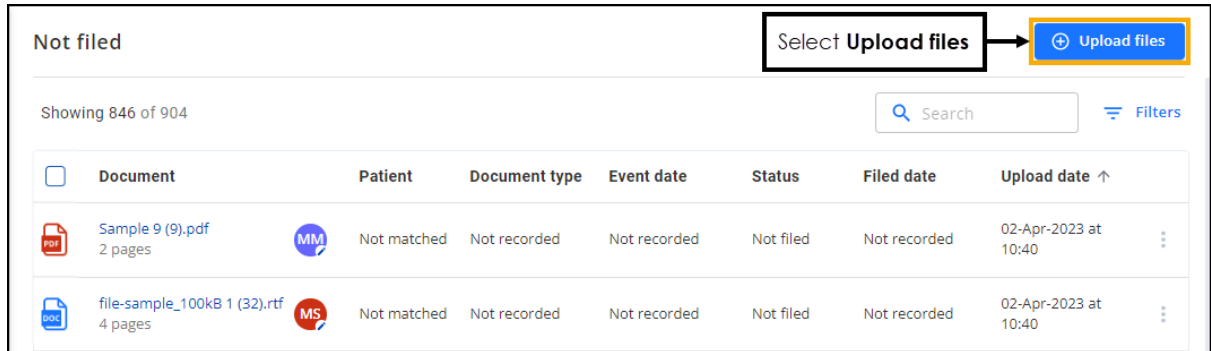 Not filed
Select Upload files
Upload files
Showing 846 of 904
Search
Filters
Document Patient Document type Event date Status Filed date Upload date
PDF
Sample 9 (9).pdf
2 pages
MM
Not matched Not recorded Not recorded Not filed Not recorded
02-Apr-2023 at
10:40
DOC
file-sample_100kB 1 (32).rtf
4 pages
MS
Not matched Not recorded Not recorded Not filed Not recorded
02-Apr-2023 at
10:40